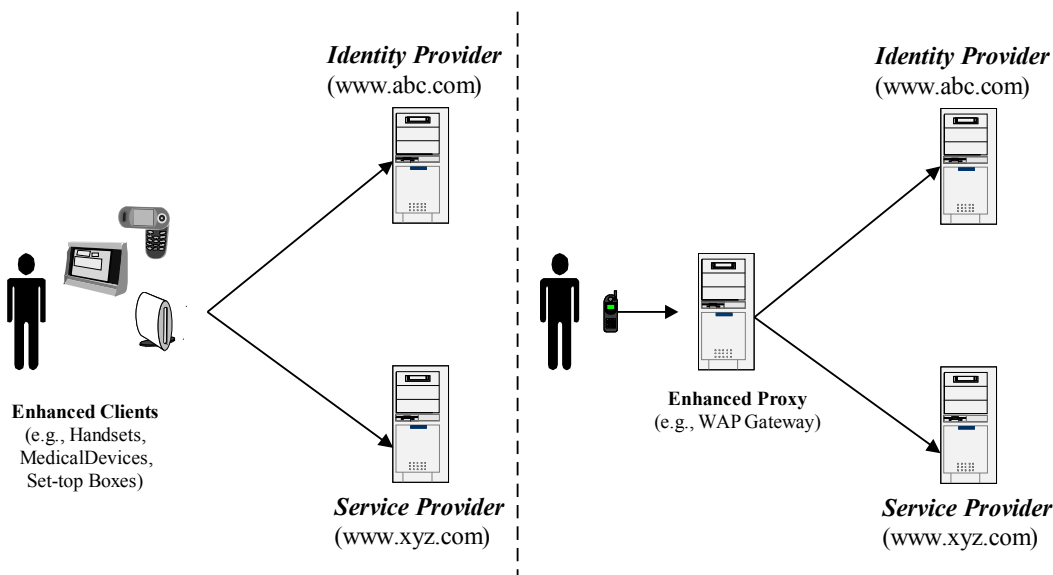 Identity Provider
(www.abc.com)
Enhanced Clients
(e.g., Handsets,
MedicalDevices,
Set-top Boxes)
Service Provider
(www.xyz.com)
Identity Provider
(www.abc.com)
Enhanced Proxy
(e.g., WAP Gateway)
Service Provider
(www.xyz.com)